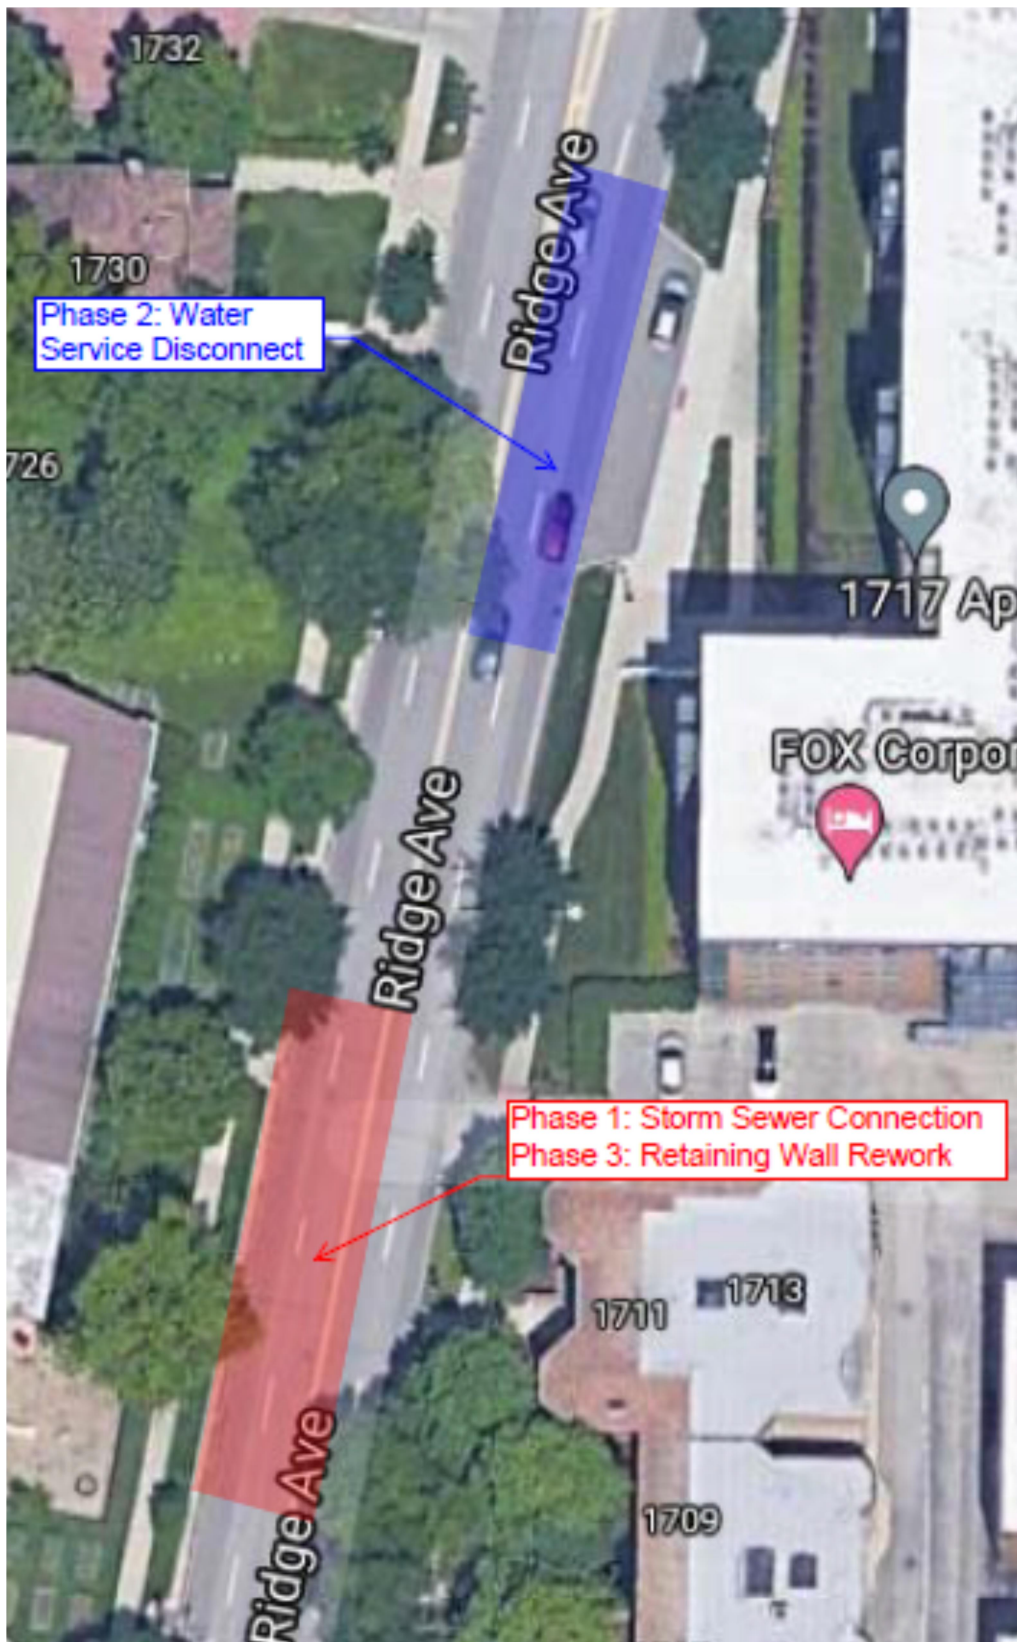 1732
Ridge Ave
1730
Phase 2: Water
Service Disconnect
726
1717 Ap
FOX Corpor
Ridge Ave
Phase 1: Storm Sewer Connection
Phase 3: Retaining Wall Rework
1713
1711
1709
Ridge Ave